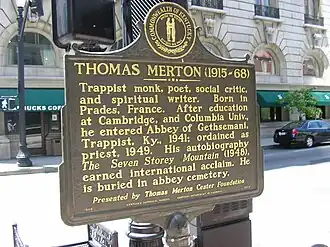 COMMONWEALTH OF KENTUCKY
THOMAS MERTON (1915-68)
Trappist monk, poet, social critic,
and spiritual writer. Born in
Prades, France. After education
at Cambridge, and Columbia Univ.,
he entered Abbey of Gethsemani,
Trappist, Ky., 1941; ordained as
priest, 1949. His autobiography
The Seven Storey Mountain (1948),
earned international acclaim. He
is buried in abbey cemetery.
Presented by Thomas Merton Center Foundation
BUCKS COFFEE